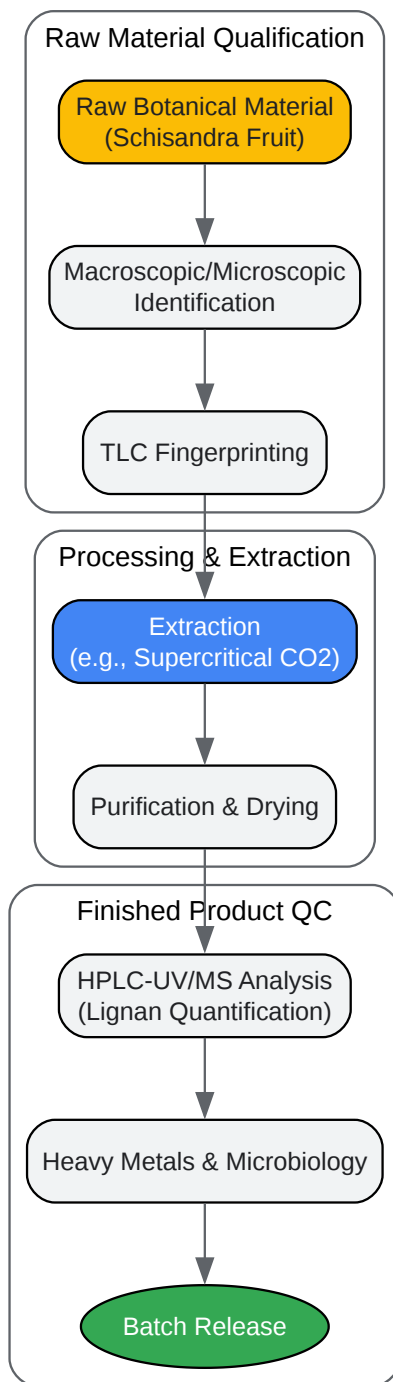 Raw Material Qualification
Raw Botanical Material
(Schisandra Fruit)
Macroscopic/Microscopic
Identification
TLC Fingerprinting
Processing & Extraction
Extraction
(e.g., Supercritical CO2)
Purification & Drying
Finished Product QC
HPLC-UV/MS Analysis
(Lignan Quantification)
Heavy Metals & Microbiology
Batch Release